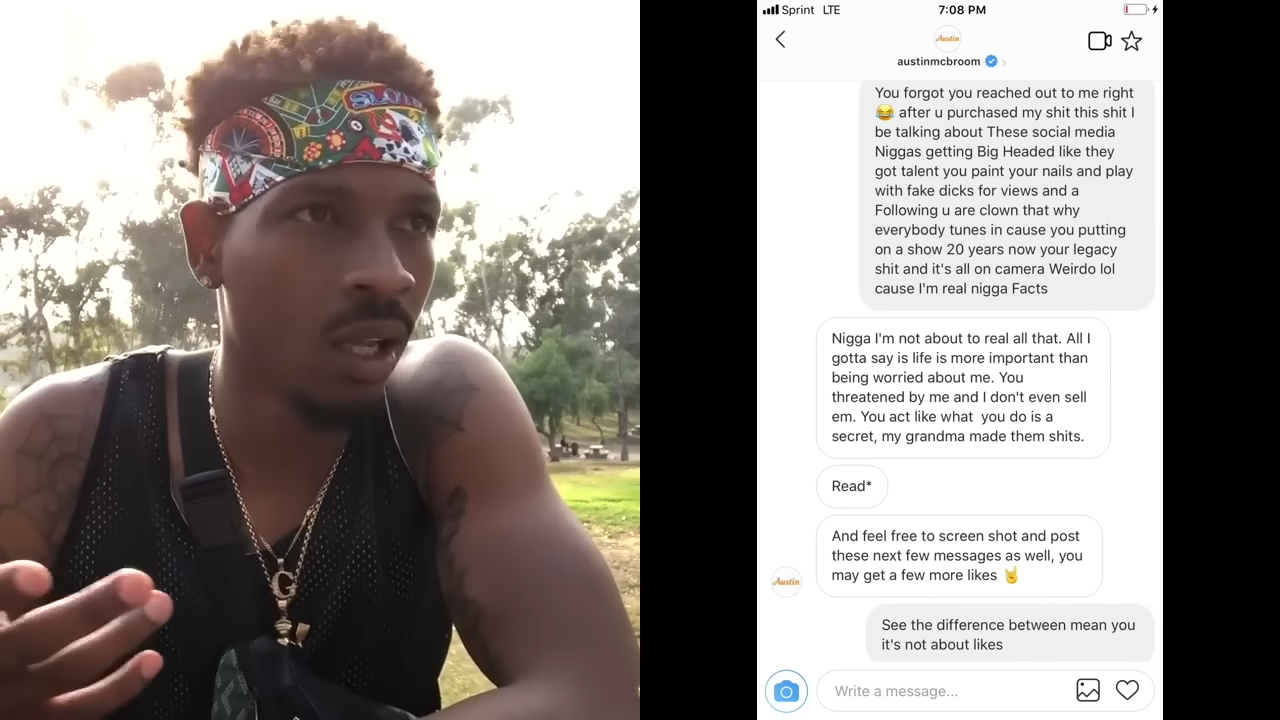 SLOTS
G
Sprint LTE 7:08 PM
Austin
austinmcbroom
You forgot you reached out to me right
😂 after u purchased my shit this shit I
be talking about These social media
Niggas getting Big Headed like they
got talent you paint your nails and play
with fake dicks for views and a
Following u are clown that why
everybody tunes in cause you putting
on a show 20 years now your legacy
shit and it's all on camera Weirdo lol
cause I'm real nigga Facts
Nigga I'm not about to real all that. All I
gotta say is life is more important than
being worried about me. You
threatened by me and I don't even sell
em. You act like what  you do is a
secret, my grandma made them shits.
Read*
And feel free to screen shot and post
these next few messages as well, you
may get a few more likes 🤘
Austin
See the difference between mean you
it's not about likes
Write a message...